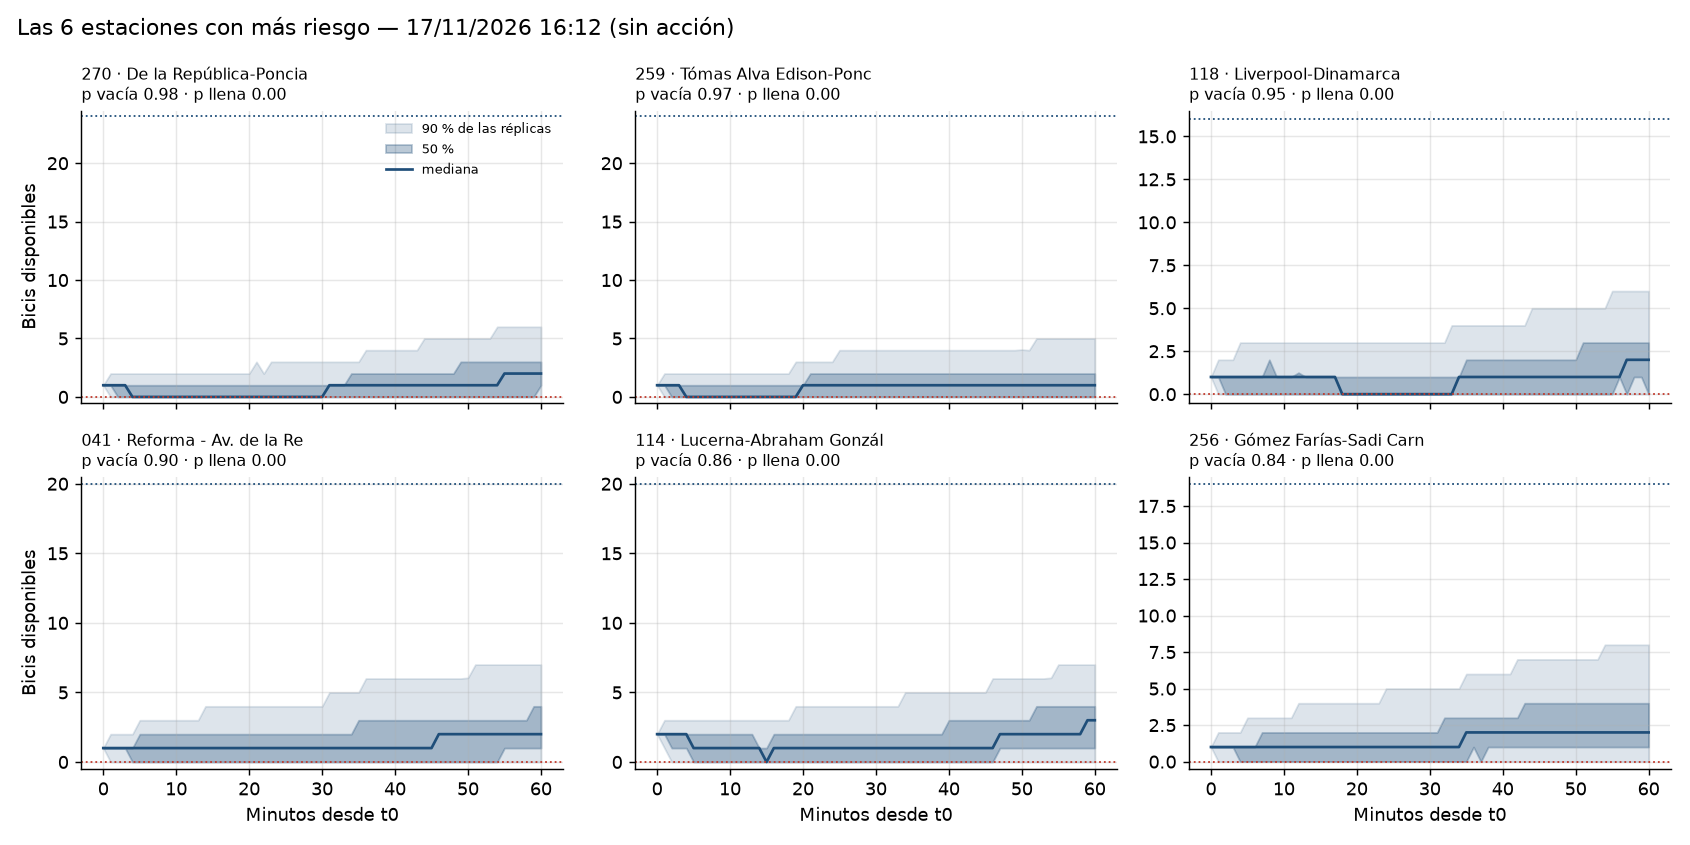 Las 6 estaciones con más riesgo — 17/11/2026 16:12 (sin acción)
270 · De la República-Poncia
p vacía 0.98 · p llena 0.00
90 % de las réplicas
50 %
mediana
20
15
10
5
0
Bicis disponibles
259 · Tómas Alva Edison-Ponc
p vacía 0.97 · p llena 0.00
20
15
10
5
0
118 · Liverpool-Dinamarca
p vacía 0.95 · p llena 0.00
15.0
12.5
10.0
7.5
5.0
2.5
0.0
041 · Reforma - Av. de la Re
p vacía 0.90 · p llena 0.00
20
15
10
5
0
Bicis disponibles
0 10 20 30 40 50 60
Minutos desde t0
114 · Lucerna-Abraham Gonzál
p vacía 0.86 · p llena 0.00
20
15
10
5
0
0 10 20 30 40 50 60
Minutos desde t0
256 · Gómez Farías-Sadi Carn
p vacía 0.84 · p llena 0.00
17.5
15.0
12.5
10.0
7.5
5.0
2.5
0.0
0 10 20 30 40 50 60
Minutos desde t0